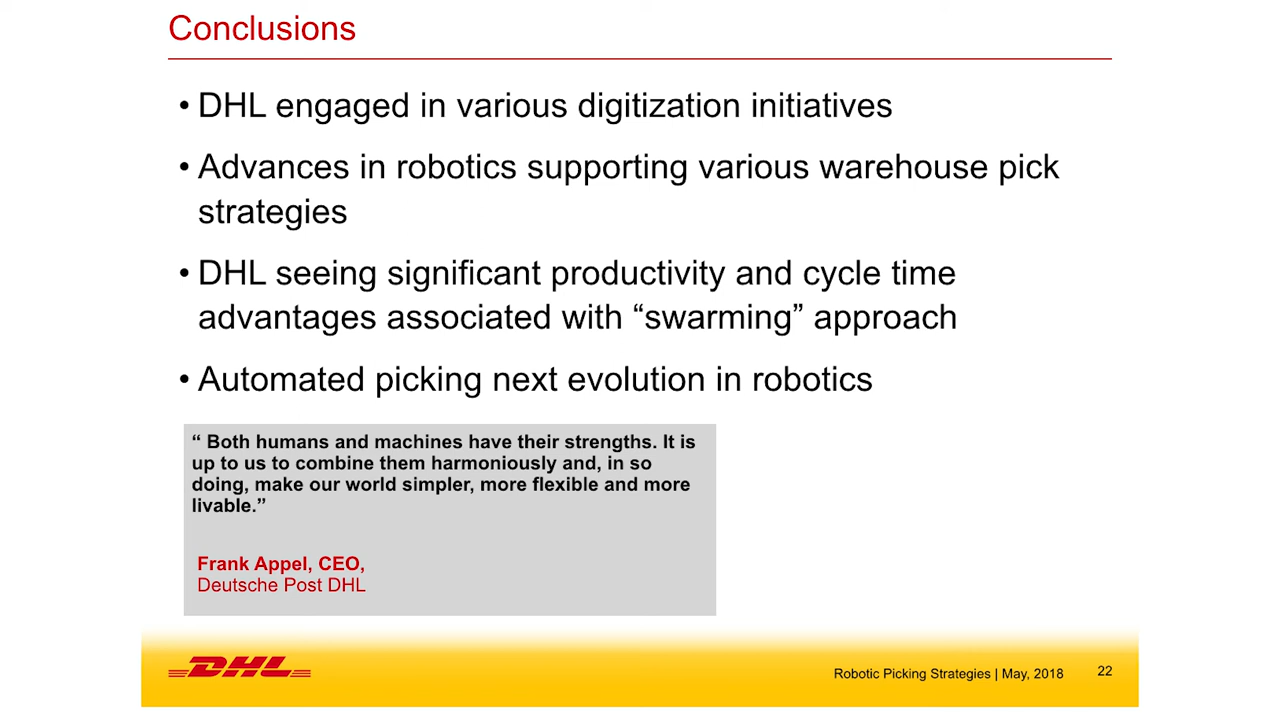 Conclusions
• DHL engaged in various digitization initiatives
• Advances in robotics supporting various warehouse pick
strategies
• DHL seeing significant productivity and cycle time
advantages associated with “swarming” approach
• Automated picking next evolution in robotics
“ Both humans and machines have their strengths. It is
up to us to combine them harmoniously and, in so
doing, make our world simpler, more flexible and more
livable.”
Frank Appel, CEO,
Deutsche Post DHL
DHL
Robotic Picking Strategies | May, 2018 22